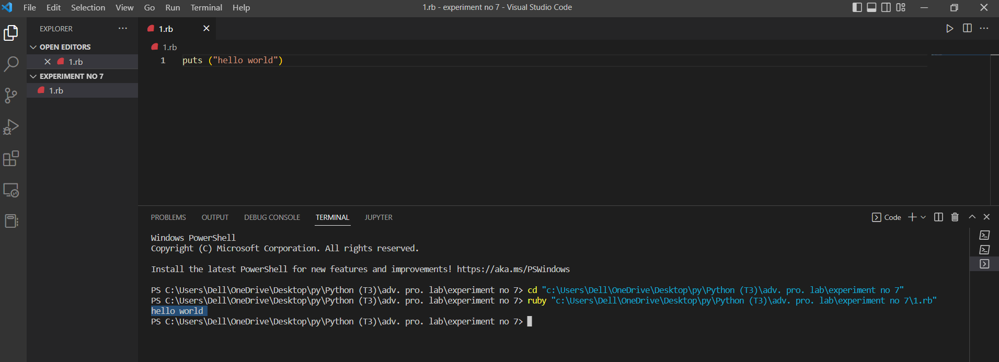 File Edit Selection View Go Run Terminal Help
1.rb - experiment no 7 - Visual Studio Code
EXPLORER
OPEN EDITORS
1.rb
EXPERIMENT NO 7
1.rb
1.rb
1.rb
1 puts ("hello world")
PROBLEMS OUTPUT DEBUG CONSOLE TERMINAL JUPYTER
Code
Windows PowerShell
Copyright (C) Microsoft Corporation. All rights reserved.
Install the latest PowerShell for new features and improvements! https://aka.ms/PSWindows
PS C:\Users\Dell\OneDrive\Desktop\py\Python (T3)\adv. pro. lab\experiment no 7> cd "c:\Users\Dell\OneDrive\Desktop\py\Python (T3)\adv. pro. lab\experiment no 7"
PS C:\Users\Dell\OneDrive\Desktop\py\Python (T3)\adv. pro. lab\experiment no 7> ruby "c:\Users\Dell\OneDrive\Desktop\py\Python (T3)\adv. pro. lab\experiment no 7\1.rb"
hello world
PS C:\Users\Dell\OneDrive\Desktop\py\Python (T3)\adv. pro. lab\experiment no 7>